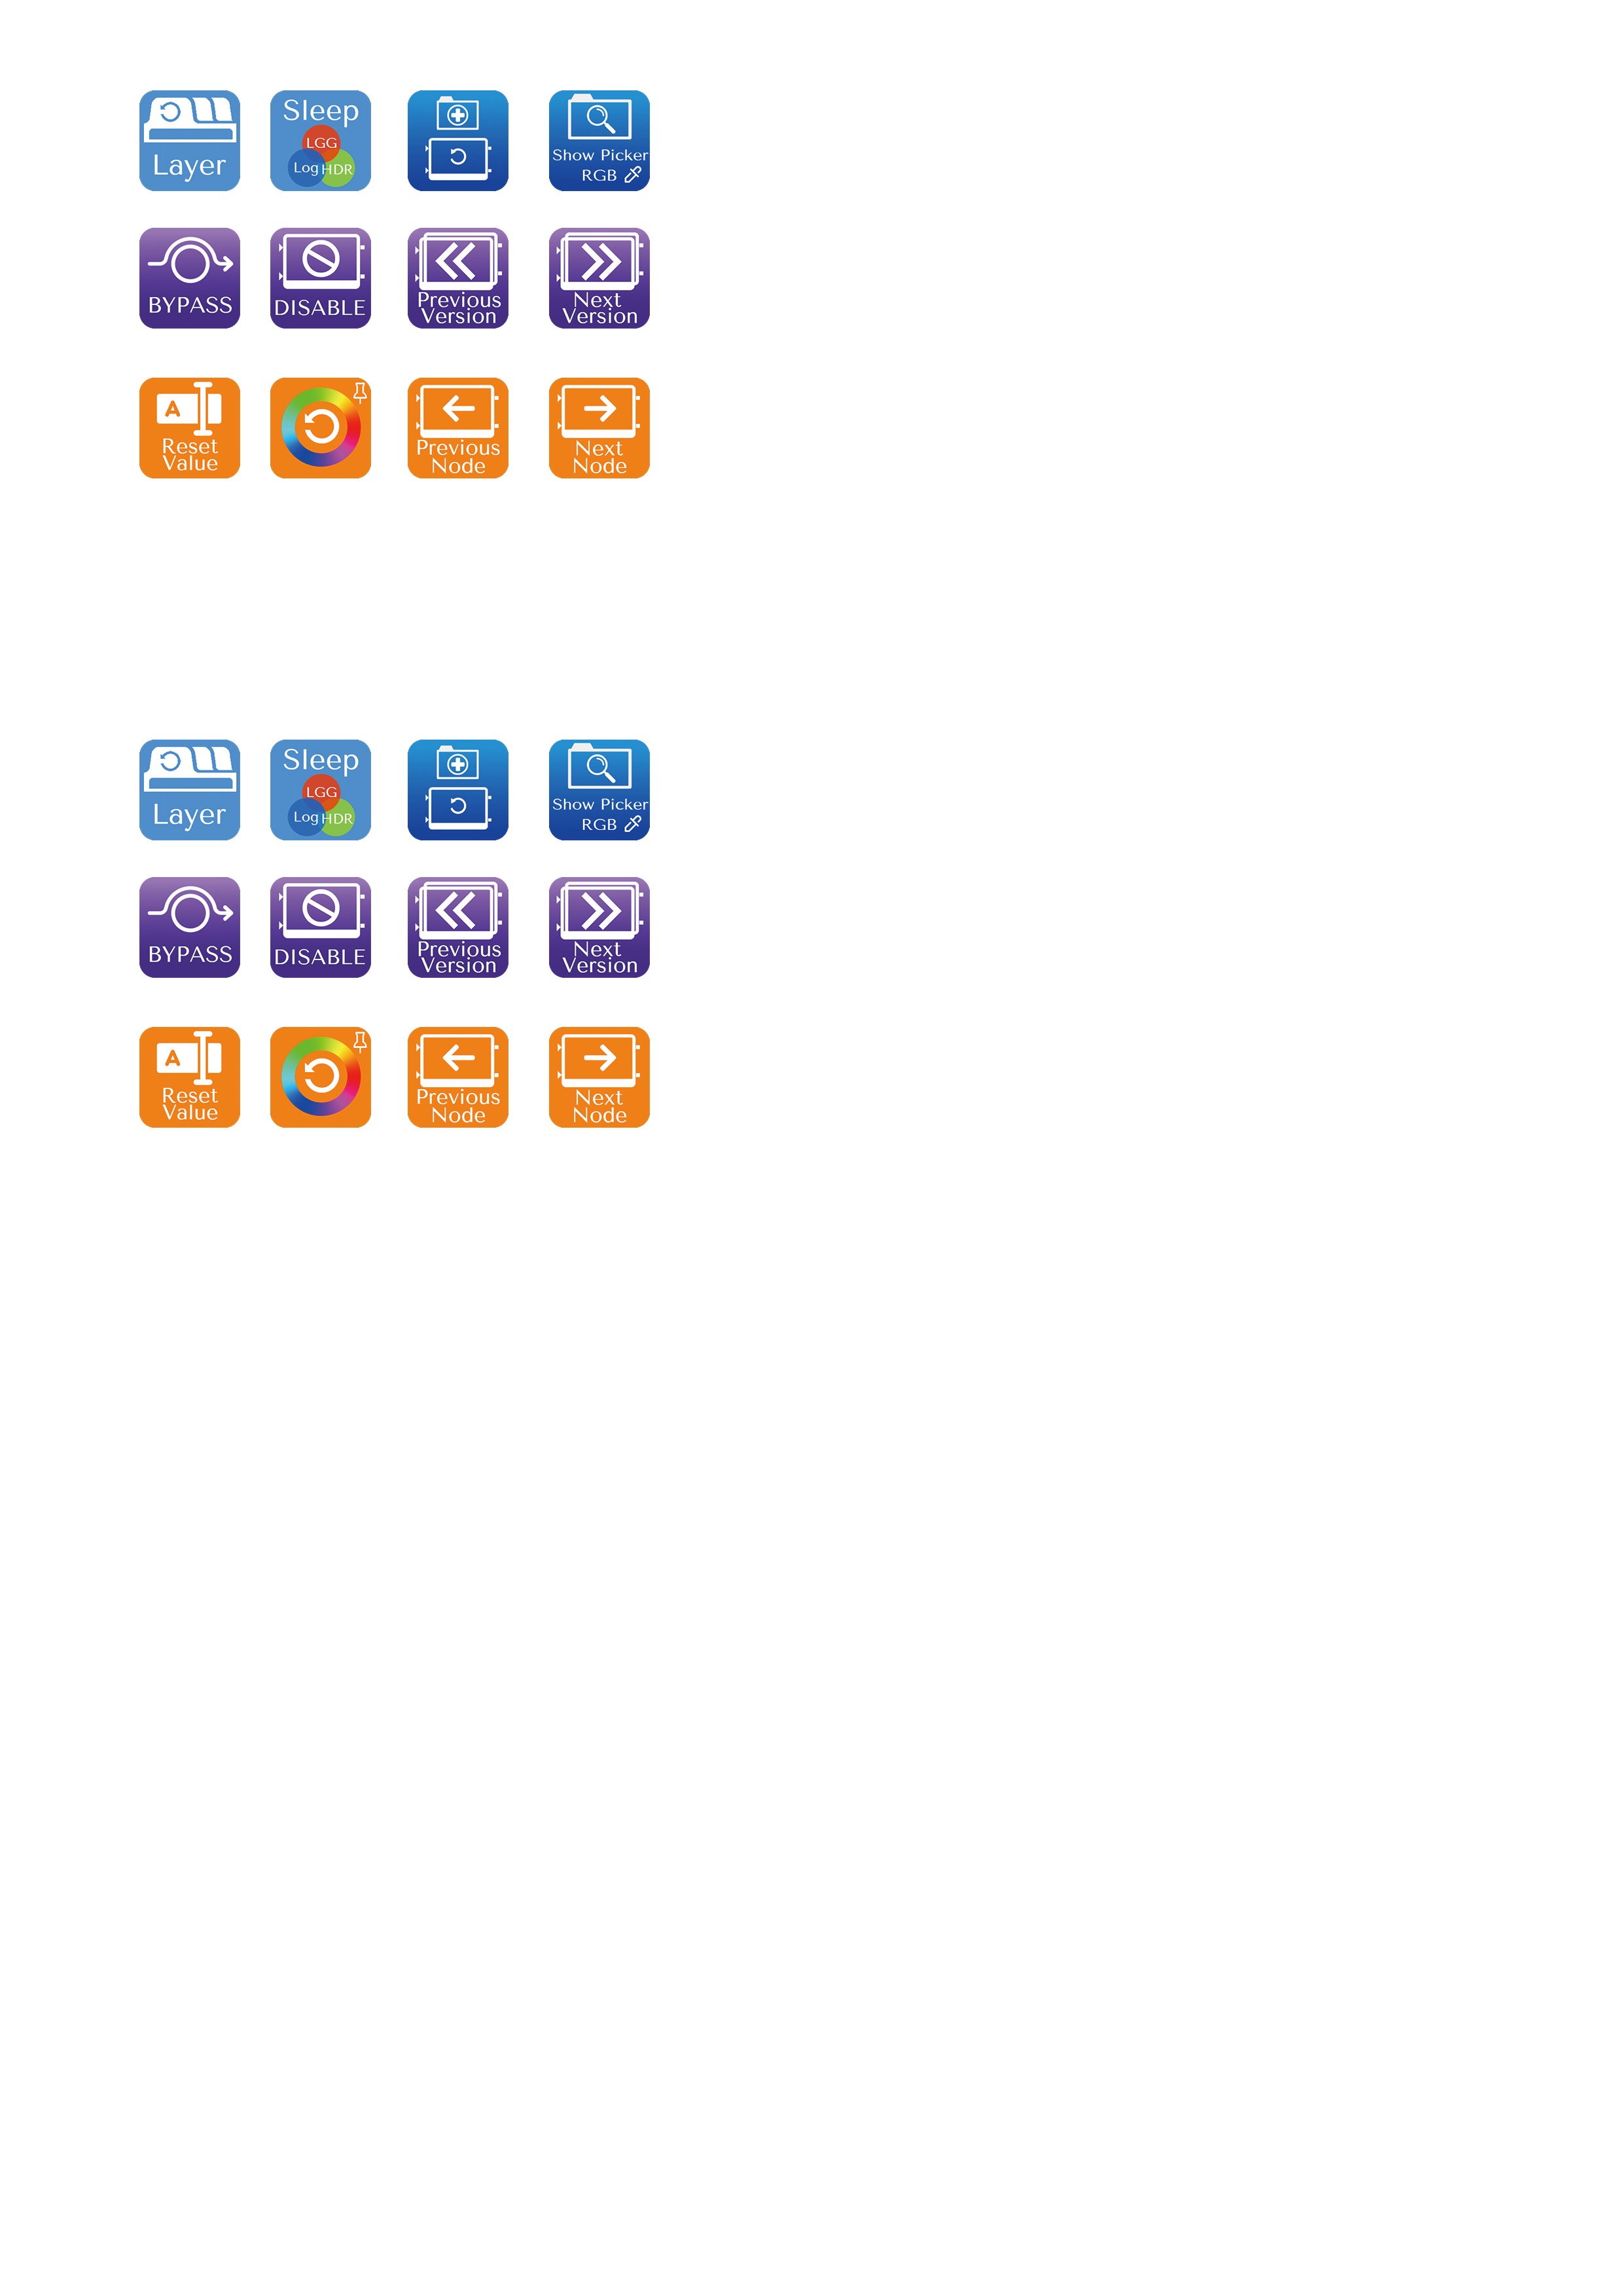 Layer
Sleep
LGG
Log HDR
Show Picker
RGB
BYPASS
DISABLE
Previous
Version
Next
Version
A
Reset
Value
Previous
Node
Next
Node
Layer
Sleep
LGG
Log HDR
Show Picker
RGB
BYPASS
DISABLE
Previous
Version
Next
Version
A
Reset
Value
Previous
Node
Next
Node